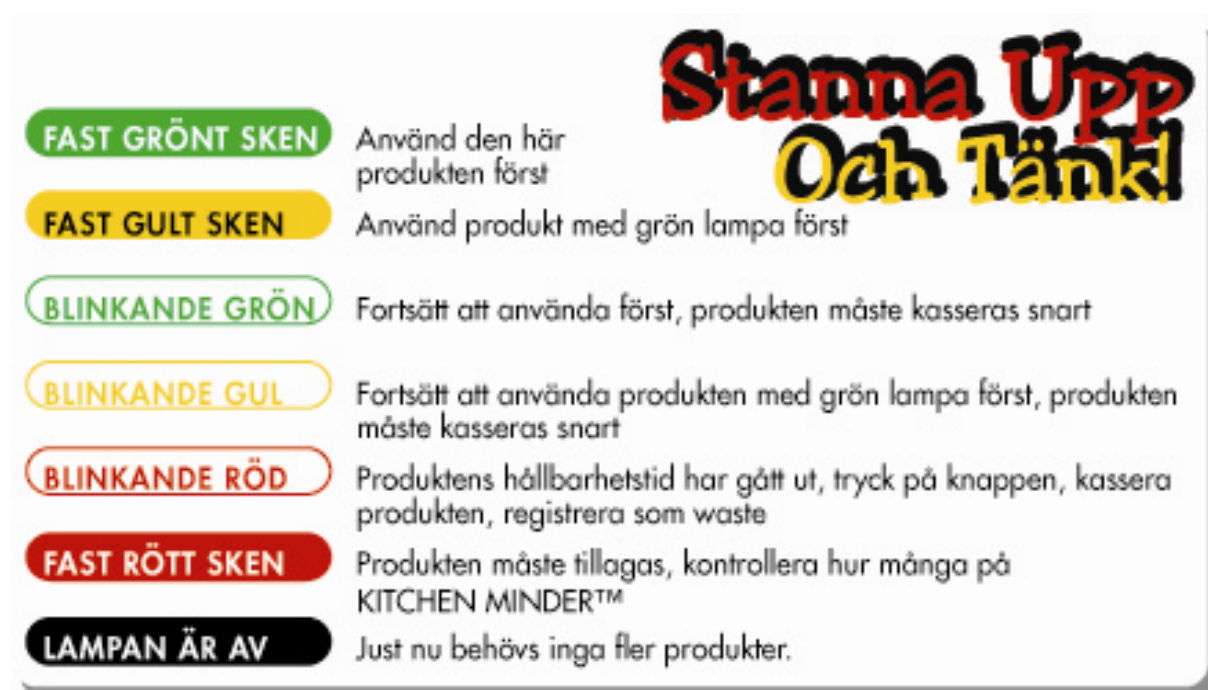 Stanna Upp
Och Tänk!
FAST GRÖNT SKEN
Använd den här
produkten först
FAST GULT SKEN
Använd produkt med grön lampa först
BLINKANDE GRÖN
Fortsätt att använda först, produkten måste kasseras snart
BLINKANDE GUL
Fortsätt att använda produkten med grön lampa först, produkten
måste kasseras snart
BLINKANDE RÖD
Produktens hållbarhetstid har gått ut, tryck på knappen, kassera
produkten, registrera som waste
FAST RÖTT SKEN
Produkten måste tillagas, kontrollera hur många på
KITCHEN MINDER™
LAMPAN ÄR AV
Just nu behövs inga fler produkter.